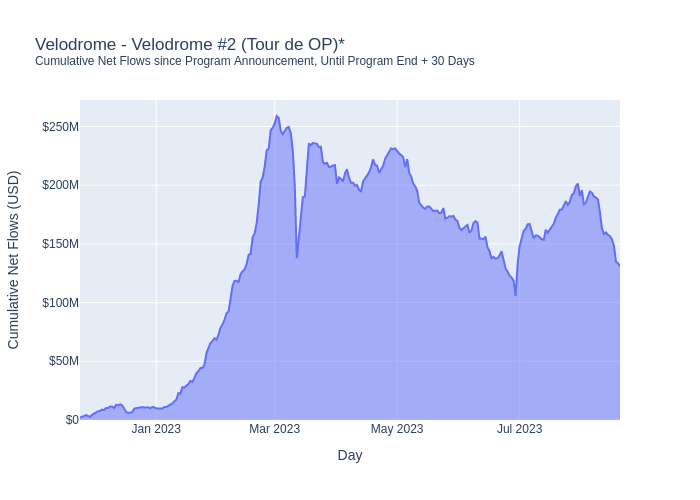 Velodrome - Velodrome #2 (Tour de OP)*
Cumulative Net Flows since Program Announcement, Until Program End + 30 Days
Cumulative Net Flows (USD)
$250M
$200M
$150M
$100M
$50M
$0
Jan 2023
Mar 2023
May 2023
Jul 2023
Day